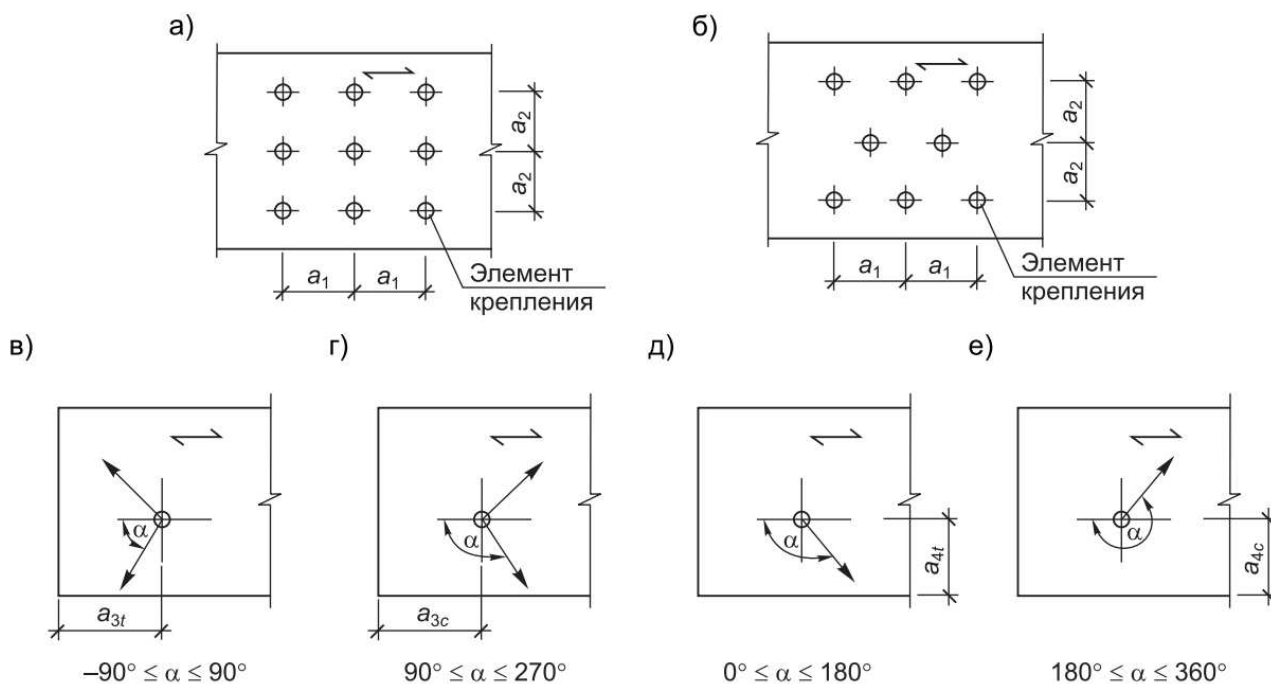 а)
a₂
a₂
a₁
a₁
Элемент
крепления
б)
a₂
a₂
a₁
a₁
Элемент
крепления
в)
α
a₃ₜ
–90° ≤ α ≤ 90°
г)
α
a₃c
90° ≤ α ≤ 270°
д)
α
a₄ₜ
0° ≤ α ≤ 180°
е)
α
a₄c
180° ≤ α ≤ 360°